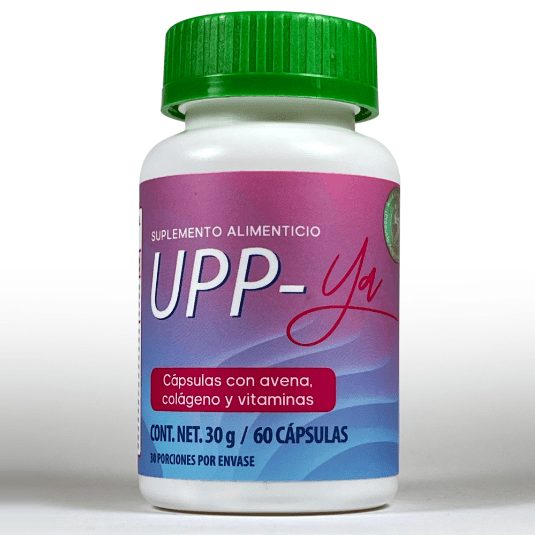 SUPLEMENTO ALIMENTICIO
UPP-Ya
Cápsulas con avena,
colágeno y vitaminas
CONT. NET. 30 g / 60 CÁPSULAS
30 PORCIONES POR ENVASE